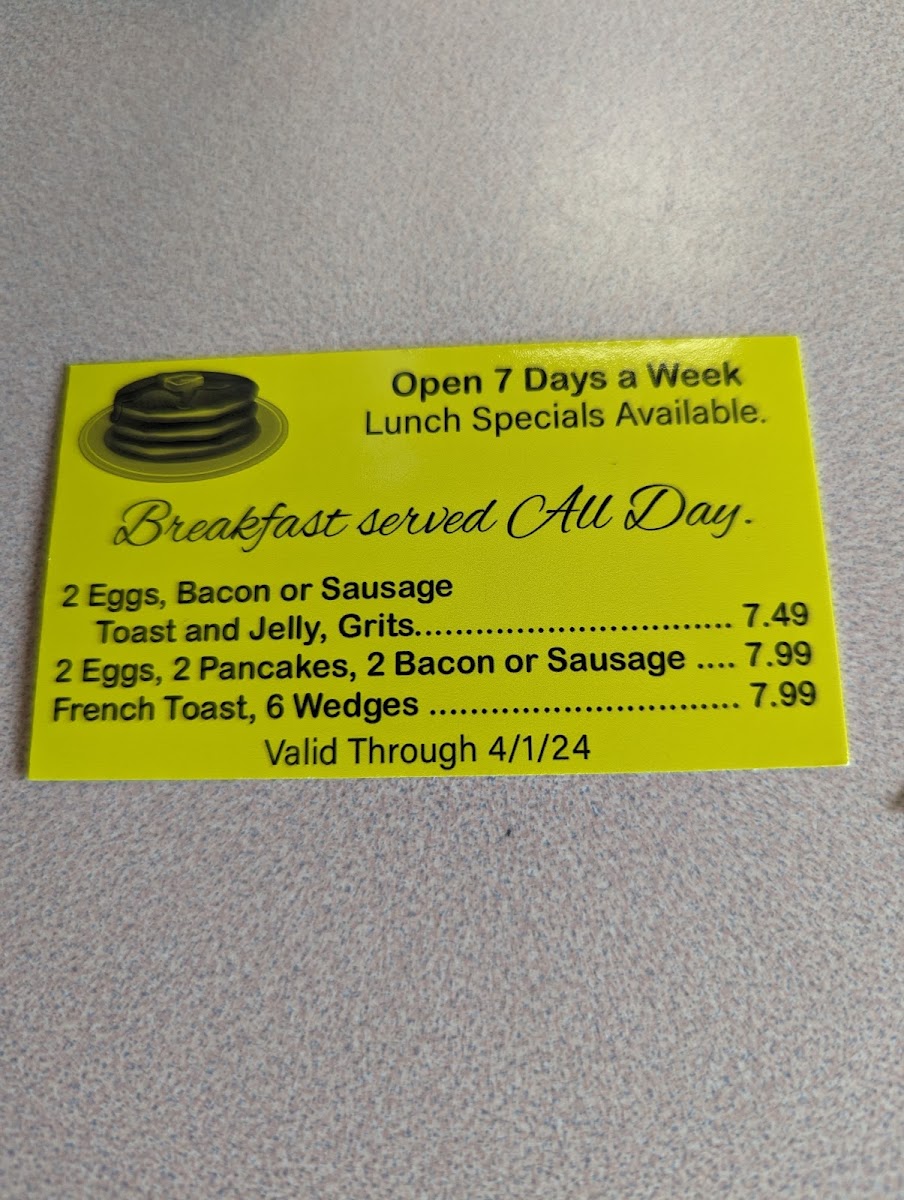 Open 7 Days a Week
Lunch Specials Available.
Breakfast served All Day.
2 Eggs, Bacon or Sausage
Toast and Jelly, Grits.............................. 7.49
2 Eggs, 2 Pancakes, 2 Bacon or Sausage .... 7.99
French Toast, 6 Wedges ............................. 7.99
Valid Through 4/1/24